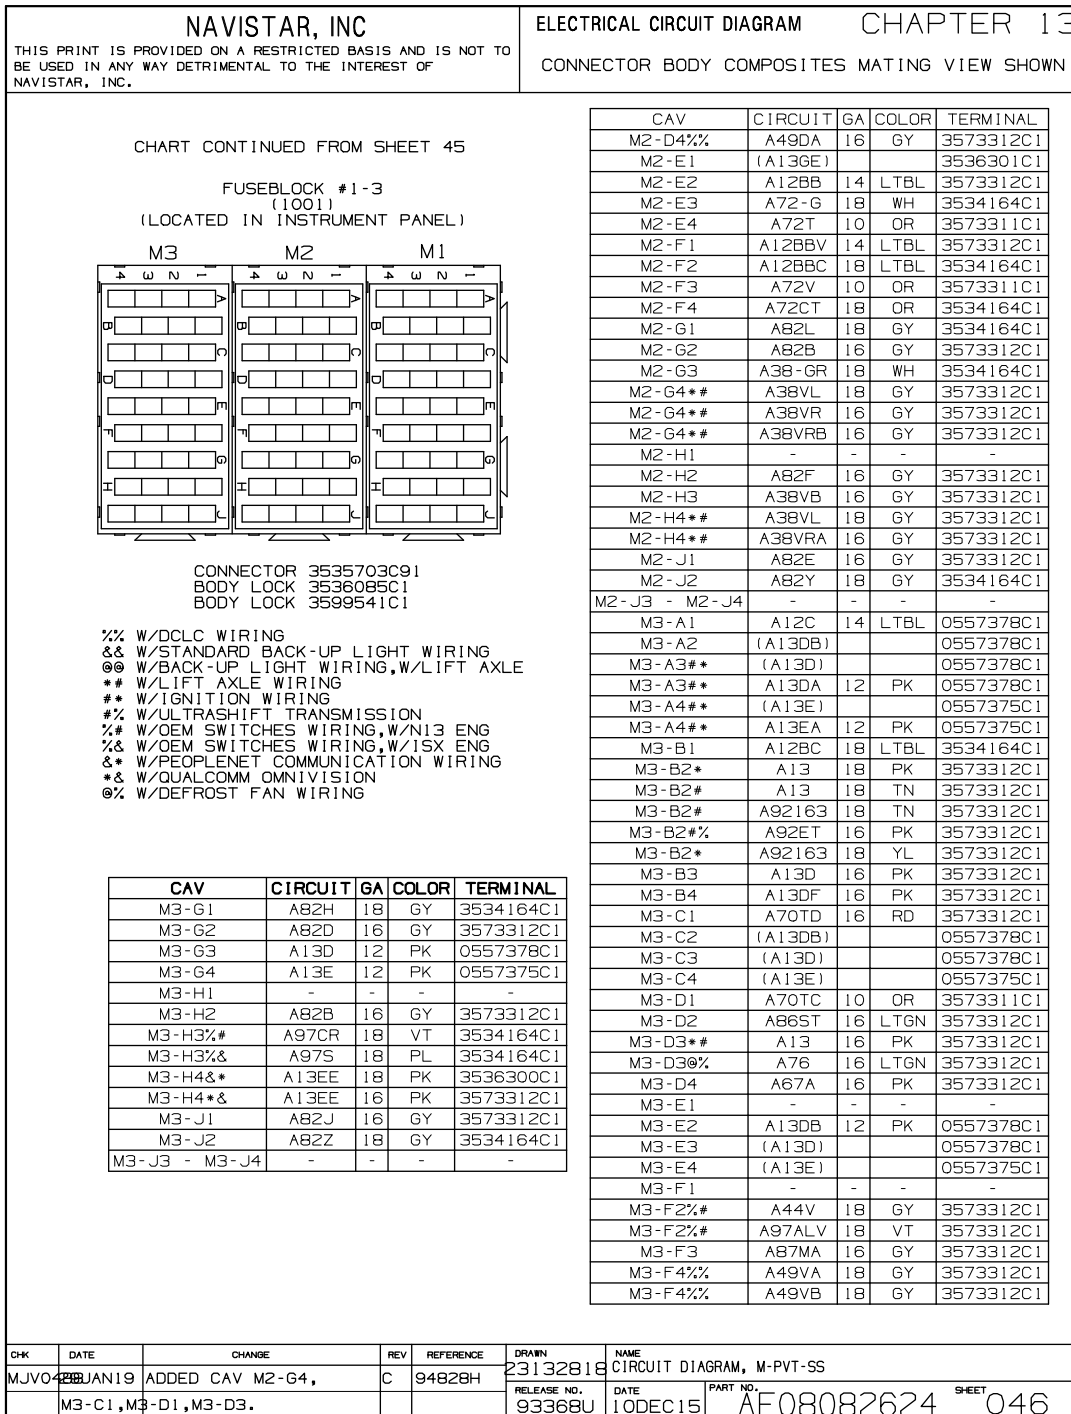 NAVISTAR, INC
THIS PRINT IS PROVIDED ON A RESTRICTED BASIS AND IS NOT TO
BE USED IN ANY WAY DETRIMENTAL TO THE INTEREST OF
NAVISTAR, INC.
ELECTRICAL CIRCUIT DIAGRAM CHAPTER 13
CONNECTOR BODY COMPOSITES MATING VIEW SHOWN
CHART CONTINUED FROM SHEET 45
FUSEBLOCK #1-3
(1001)
(LOCATED IN INSTRUMENT PANEL)
M3 M2 M1
4 3 2 1 4 3 2 1 4 3 2 1
A A A
B B B
C C C
D D D
E E E
F F F
G G G
H H H
J J J
CONNECTOR 3535703C91
BODY LOCK 3536085C1
BODY LOCK 3599541C1
%% W/DCLC WIRING
&& W/STANDARD BACK-UP LIGHT WIRING
@@ W/BACK-UP LIGHT WIRING,W/LIFT AXLE
*# W/LIFT AXLE WIRING
#* W/IGNITION WIRING
#% W/ULTRASHIFT TRANSMISSION
%# W/OEM SWITCHES WIRING,W/N13 ENG
%& W/OEM SWITCHES WIRING,W/ISX ENG
&* W/PEOPLENET COMMUNICATION WIRING
*& W/QUALCOMM OMNIVISION
@% W/DEFROST FAN WIRING
CAV CIRCUIT GA COLOR TERMINAL
M3-G1 A82H 18 GY 3534164C1
M3-G2 A82D 16 GY 3573312C1
M3-G3 A13D 12 PK 0557378C1
M3-G4 A13E 12 PK 0557375C1
M3-H1 - - - -
M3-H2 A82B 16 GY 3573312C1
M3-H3%# A97CR 18 VT 3534164C1
M3-H3%& A97S 18 PL 3534164C1
M3-H4&* A13EE 18 PK 3536300C1
M3-H4*& A13EE 16 PK 3573312C1
M3-J1 A82J 16 GY 3573312C1
M3-J2 A82Z 18 GY 3534164C1
M3-J3 - M3-J4 - - - -
CAV CIRCUIT GA COLOR TERMINAL
M2-D4%% A49DA 16 GY 3573312C1
M2-E1 (A13GE) 3536301C1
M2-E2 A12BB 14 LTBL 3573312C1
M2-E3 A72-G 18 WH 3534164C1
M2-E4 A72T 10 OR 3573311C1
M2-F1 A12BBV 14 LTBL 3573312C1
M2-F2 A12BBC 18 LTBL 3534164C1
M2-F3 A72V 10 OR 3573311C1
M2-F4 A72CT 18 OR 3534164C1
M2-G1 A82L 18 GY 3534164C1
M2-G2 A82B 16 GY 3573312C1
M2-G3 A38-GR 18 WH 3534164C1
M2-G4*# A38VL 18 GY 3573312C1
M2-G4*# A38VR 16 GY 3573312C1
M2-G4*# A38VRB 16 GY 3573312C1
M2-H1 - - - -
M2-H2 A82F 16 GY 3573312C1
M2-H3 A38VB 16 GY 3573312C1
M2-H4*# A38VL 18 GY 3573312C1
M2-H4*# A38VRA 16 GY 3573312C1
M2-J1 A82E 16 GY 3573312C1
M2-J2 A82Y 18 GY 3534164C1
M2-J3 - M2-J4 - - - -
M3-A1 A12C 14 LTBL 0557378C1
M3-A2 (A13DB) 0557378C1
M3-A3#* (A13D) 0557378C1
M3-A3#* A13DA 12 PK 0557378C1
M3-A4#* (A13E) 0557375C1
M3-A4#* A13EA 12 PK 0557375C1
M3-B1 A12BC 18 LTBL 3534164C1
M3-B2* A13 18 PK 3573312C1
M3-B2# A13 18 TN 3573312C1
M3-B2# A92163 18 TN 3573312C1
M3-B2#% A92ET 16 PK 3573312C1
M3-B2* A92163 18 YL 3573312C1
M3-B3 A13D 16 PK 3573312C1
M3-B4 A13DF 16 PK 3573312C1
M3-C1 A70TD 16 RD 3573312C1
M3-C2 (A13DB) 0557378C1
M3-C3 (A13D) 0557378C1
M3-C4 (A13E) 0557375C1
M3-D1 A70TC 10 OR 3573311C1
M3-D2 A86ST 16 LTGN 3573312C1
M3-D3*# A13 16 PK 3573312C1
M3-D3@% A76 16 LTGN 3573312C1
M3-D4 A67A 16 PK 3573312C1
M3-E1 - - - -
M3-E2 A13DB 12 PK 0557378C1
M3-E3 (A13D) 0557378C1
M3-E4 (A13E) 0557375C1
M3-F1 - - - -
M3-F2%# A44V 18 GY 3573312C1
M3-F2%# A97ALV 18 VT 3573312C1
M3-F3 A87MA 16 GY 3573312C1
M3-F4%% A49VA 18 GY 3573312C1
M3-F4%% A49VB 18 GY 3573312C1
CHK DATE CHANGE REV REFERENCE DRAWN NAME
ADDED CAV M2-G4, C 94828H 23132818 CIRCUIT DIAGRAM, M-PVT-SS
M3-C1,M3-D1,M3-D3.
RELEASE NO. DATE PART NO. SHEET
93368U 10DEC15 AF08087674 046